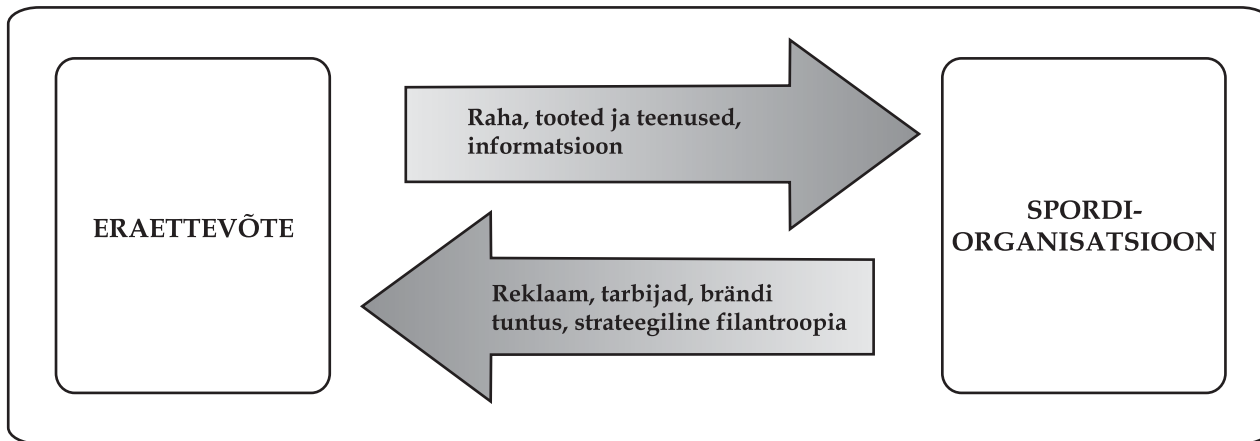 Raha, tooted ja teenused,
informatsioon
ERAETTEVÕTE
SPORDI-
ORGANISATSIOON
Reklaam, tarbijad, brändi
tuntus, strateegiline filantroopia